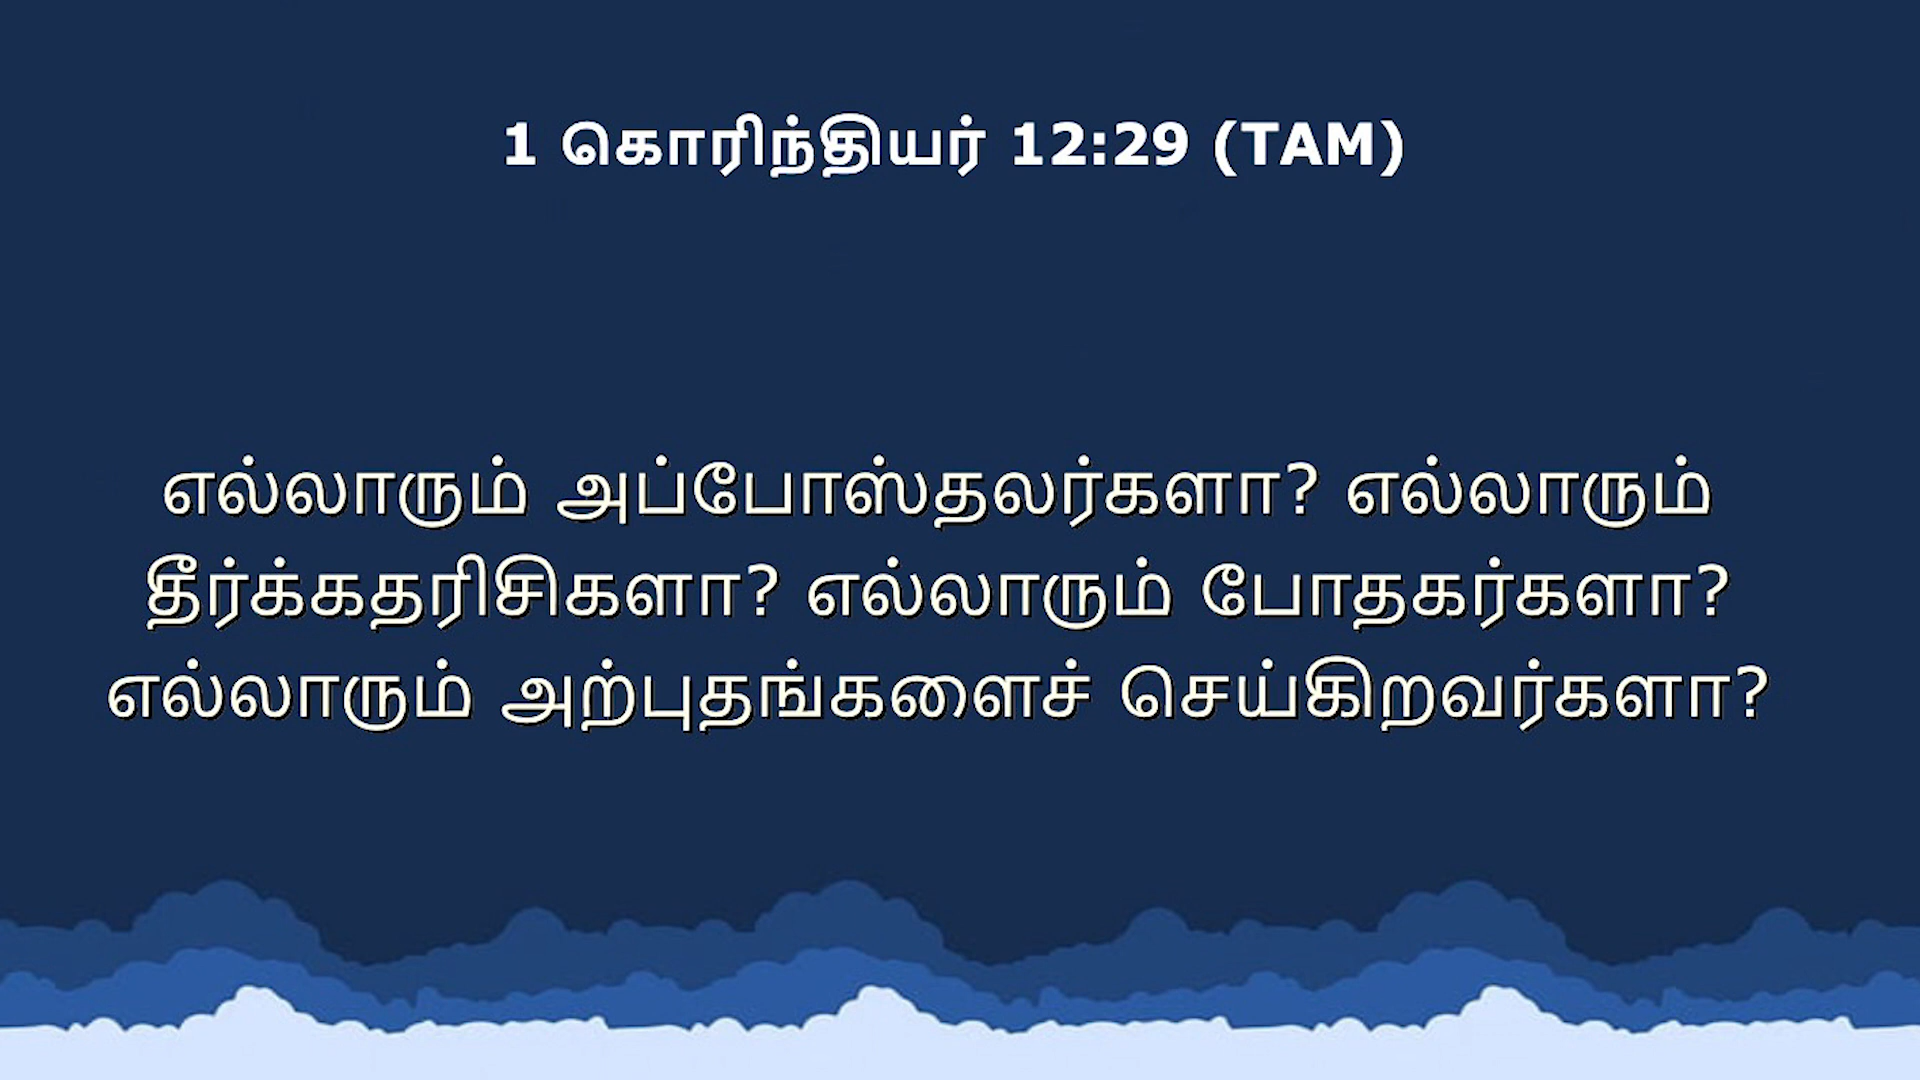 1 கொரிந்தியர் 12:29 (TAM)
எல்லாரும் அப்போஸ்தலர்களா? எல்லாரும்
தீர்க்கதரிசிகளா? எல்லாரும் போதகர்களா?
எல்லாரும் அற்புதங்களைச் செய்கிறவர்களா?